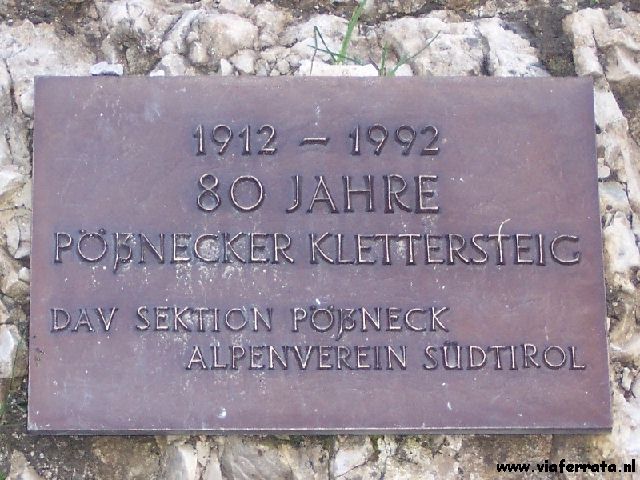 1912 – 1992
80 JAHRE
PÖßNECKER KLETTERSTEIG
DAV SEKTION PÖßNECK
ALPENVEREIN SÜDTIROL
www.viaferrata.nl